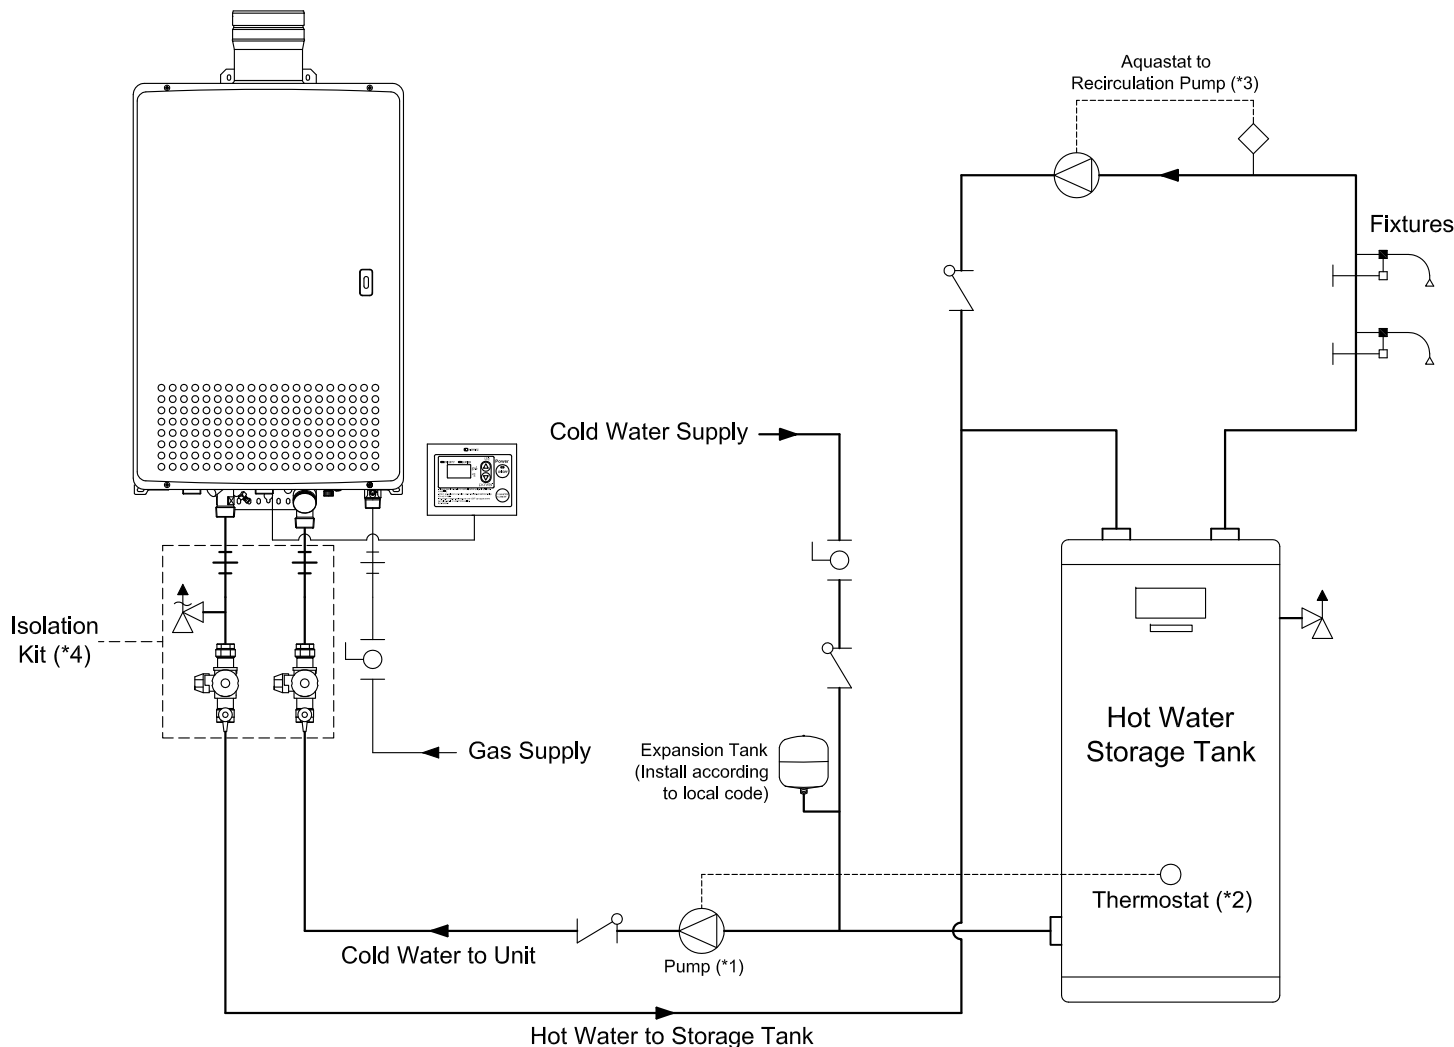 Aquastat to
Recirculation Pump (*3)
Fixtures
Cold Water Supply
Power
Isolation
Kit (*4)
Gas Supply
Expansion Tank
(Install according
to local code)
Hot Water
Storage Tank
Thermostat (*2)
Cold Water to Unit
Pump (*1)
Hot Water to Storage Tank